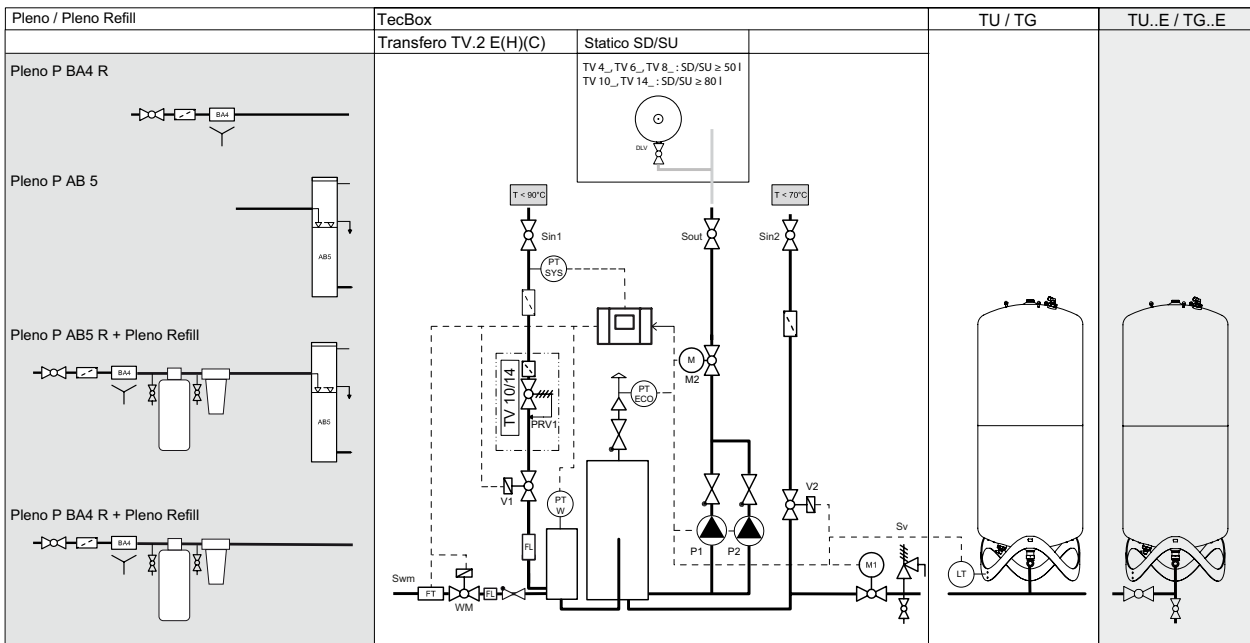 Pleno / Pleno Refill
TecBox
TU / TG
TU..E / TG..E
Transfero TV.2 E(H)(C)
Statico SD/SU
Pleno P BA4 R
BA4
Pleno P AB 5
AB5
Pleno P AB5 R + Pleno Refill
BA4
AB5
Pleno P BA4 R + Pleno Refill
BA4
TV 4_, TV 6_, TV 8_ : SD/SU ≥ 50 l
TV 10_, TV 14_ : SD/SU ≥ 80 l
DLV
T < 90°C
T < 70°C
Sin1
Sout
Sin2
PT
SYS
M
M2
PT
ECO
TV 10/14
PRV1
V1
PT
W
V2
FL
P1
P2
Sv
M1
LT
Swm
FT
WM
FL